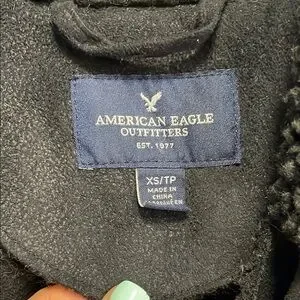 AMERICAN EAGLE
OUTFITTERS
EST. 1977
XS/TP
MADE IN
CHINA